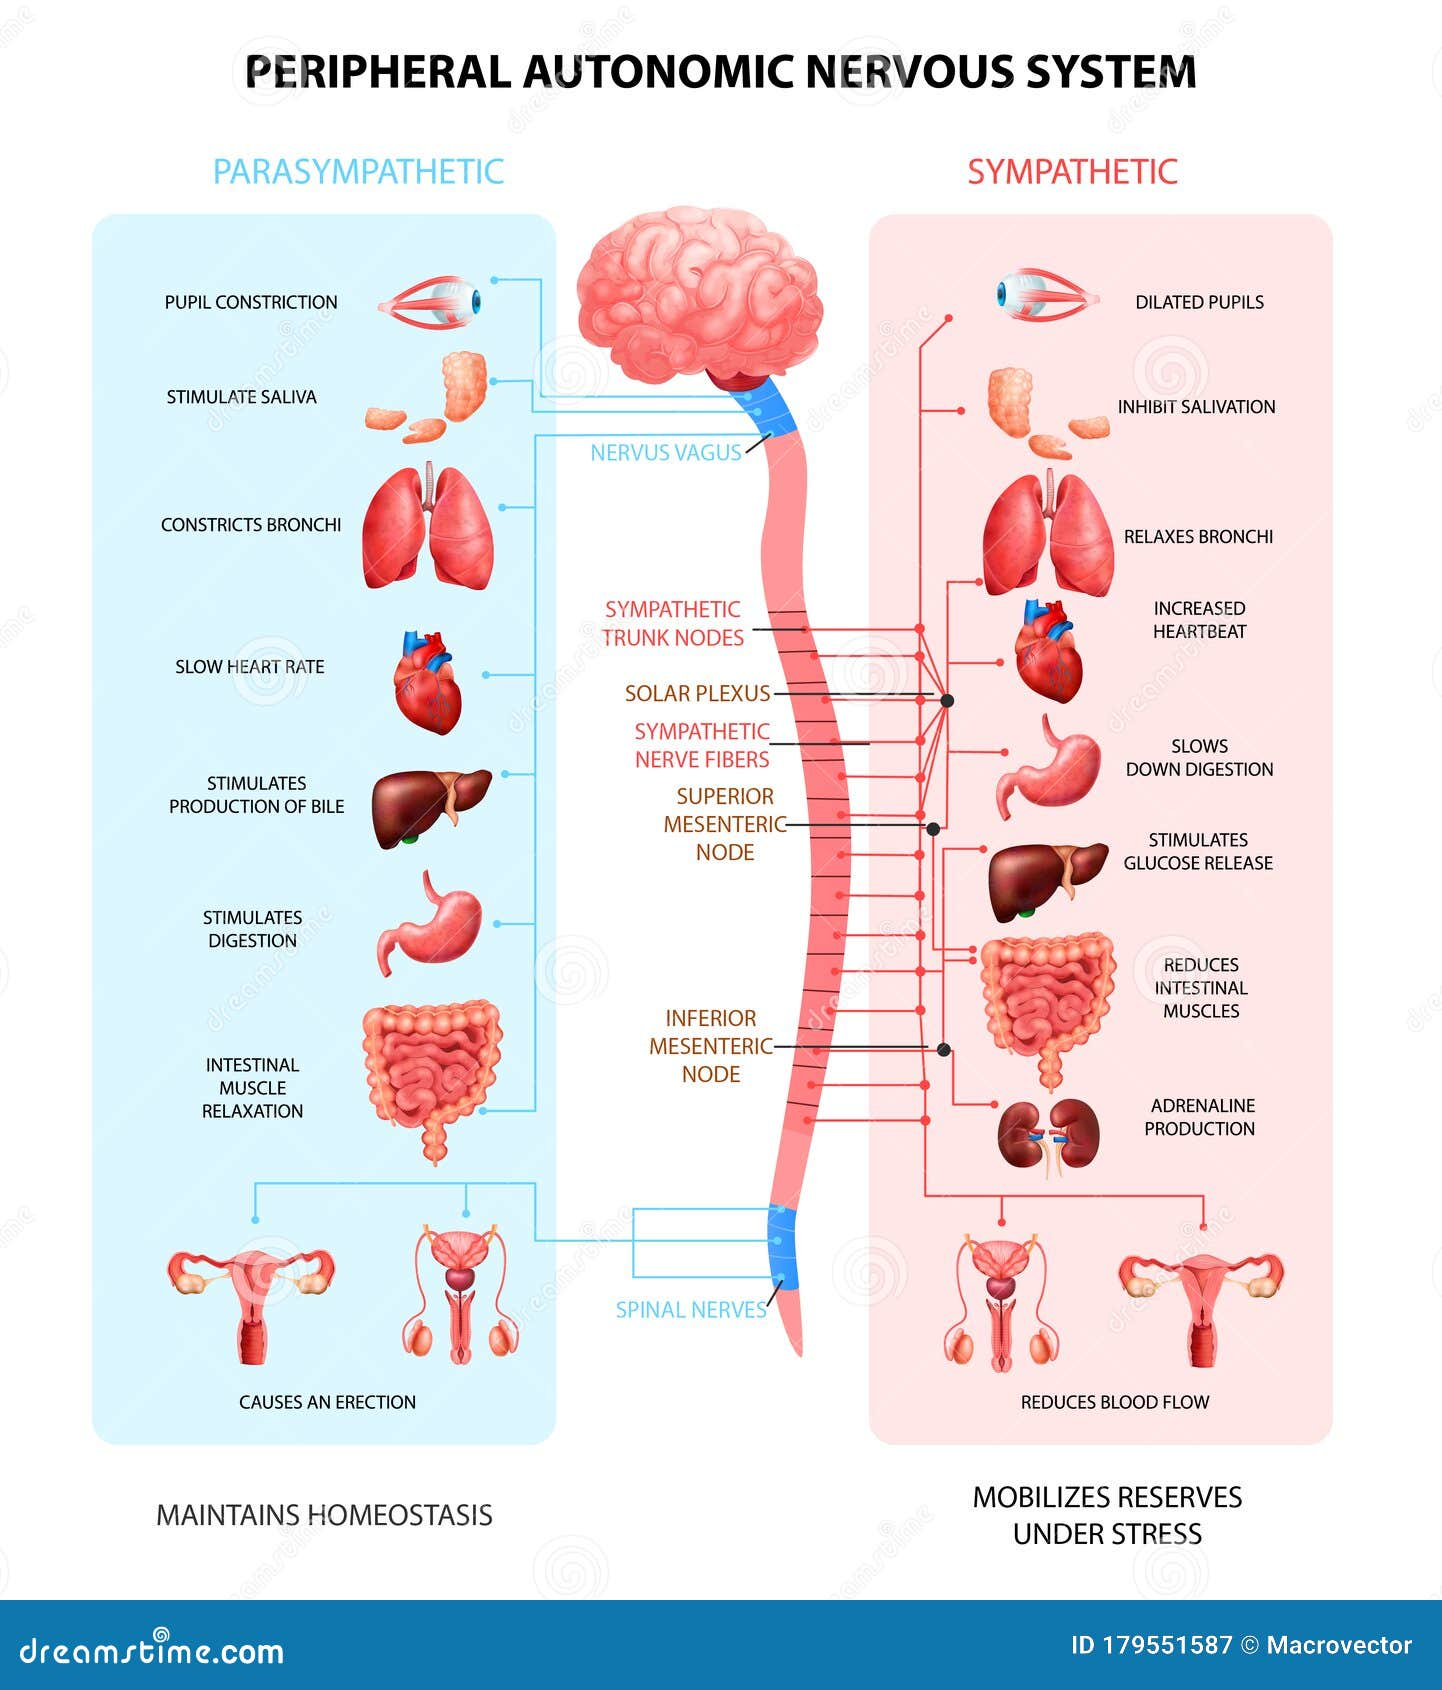 PERIPHERAL AUTONOMIC NERVOUS SYSTEM
PARASYMPATHETIC
SYMPATHETIC
PUPIL CONSTRICTION
STIMULATE SALIVA
CONSTRICTS BRONCHI
SLOW HEART RATE
STIMULATES
PRODUCTION OF BILE
STIMULATES
DIGESTION
INTESTINAL
MUSCLE
RELAXATION
CAUSES AN ERECTION
MAINTAINS HOMEOSTASIS
NERVUS VAGUS
SYMPATHETIC
TRUNK NODES
SOLAR PLEXUS
SYMPATHETIC
NERVE FIBERS
SUPERIOR
MESENTERIC
NODE
INFERIOR
MESENTERIC
NODE
SPINAL NERVES
DILATED PUPILS
INHIBIT SALIVATION
RELAXES BRONCHI
INCREASED
HEARTBEAT
SLOWS
DOWN DIGESTION
STIMULATES
GLUCOSE RELEASE
REDUCES
INTESTINAL
MUSCLES
ADRENALINE
PRODUCTION
REDUCES BLOOD FLOW
MOBILIZES RESERVES
UNDER STRESS
dreamstime.com
ID 179551587 © Macrovector